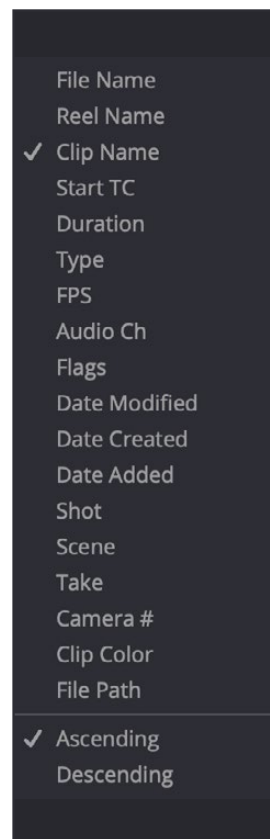 File Name
Reel Name
✓ Clip Name
Start TC
Duration
Type
FPS
Audio Ch
Flags
Date Modified
Date Created
Date Added
Shot
Scene
Take
Camera #
Clip Color
File Path
✓ Ascending
Descending